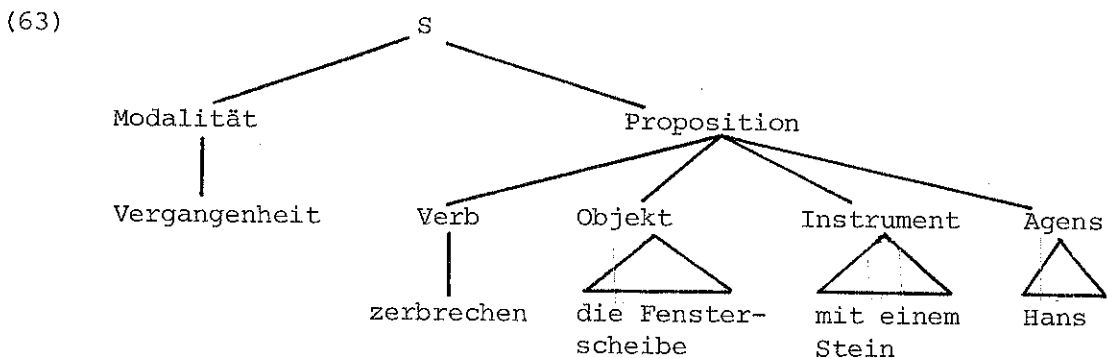 (63)
S
Modalität Proposition
Vergangenheit Verb Objekt Instrument Agens
zerbrechen die Fenster- mit einem Hans
scheibe Stein